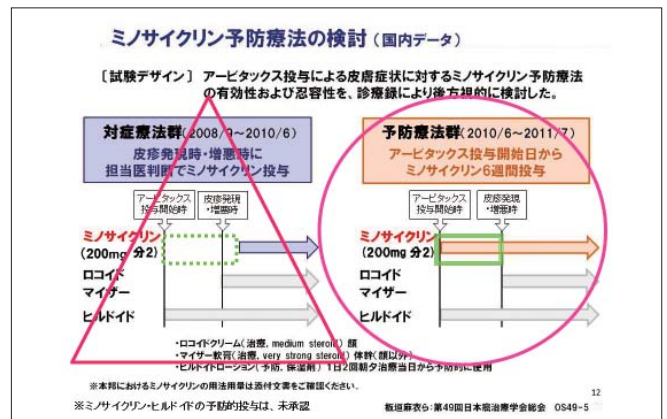 ミノサイクリン予防療法の検討（国内データ）
［試験デザイン］ アービタックス投与による皮膚症状に対するミノサイクリン予防療法
の有効性および忍容性を、診療録により後方視的に検討した。
対症療法群(2008/9~2010/6)
皮疹発現時・増悪時に
担当医判断でミノサイクリン投与
アービタックス
投与開始時
皮疹発現
・増悪時
ミノサイクリン
(200mg 分2)
ロコイド
マイザー
ヒルドイド
予防療法群(2010/6~2011/7)
アービタックス投与開始日から
ミノサイクリン6週間投与
アービタックス
投与開始時
皮疹発現
・増悪時
ミノサイクリン
(200mg 分2)
ロコイド
マイザー
ヒルドイド
・ロコイドクリーム(治療, medium steroid) 顔
・マイザー軟膏(治療, very strong steroid) 体幹(顔以外)
・ヒルドイドローション(予防, 保湿剤) 1日2回朝夕治療当日から予防的に使用
※本邦におけるミノサイクリンの用法用量は添付文書をご確認ください。
12
※ミノサイクリン・ヒルドイドの予防的投与は、未承認
板垣麻衣ら：第49回日本癌治療学会総会 OS49-5